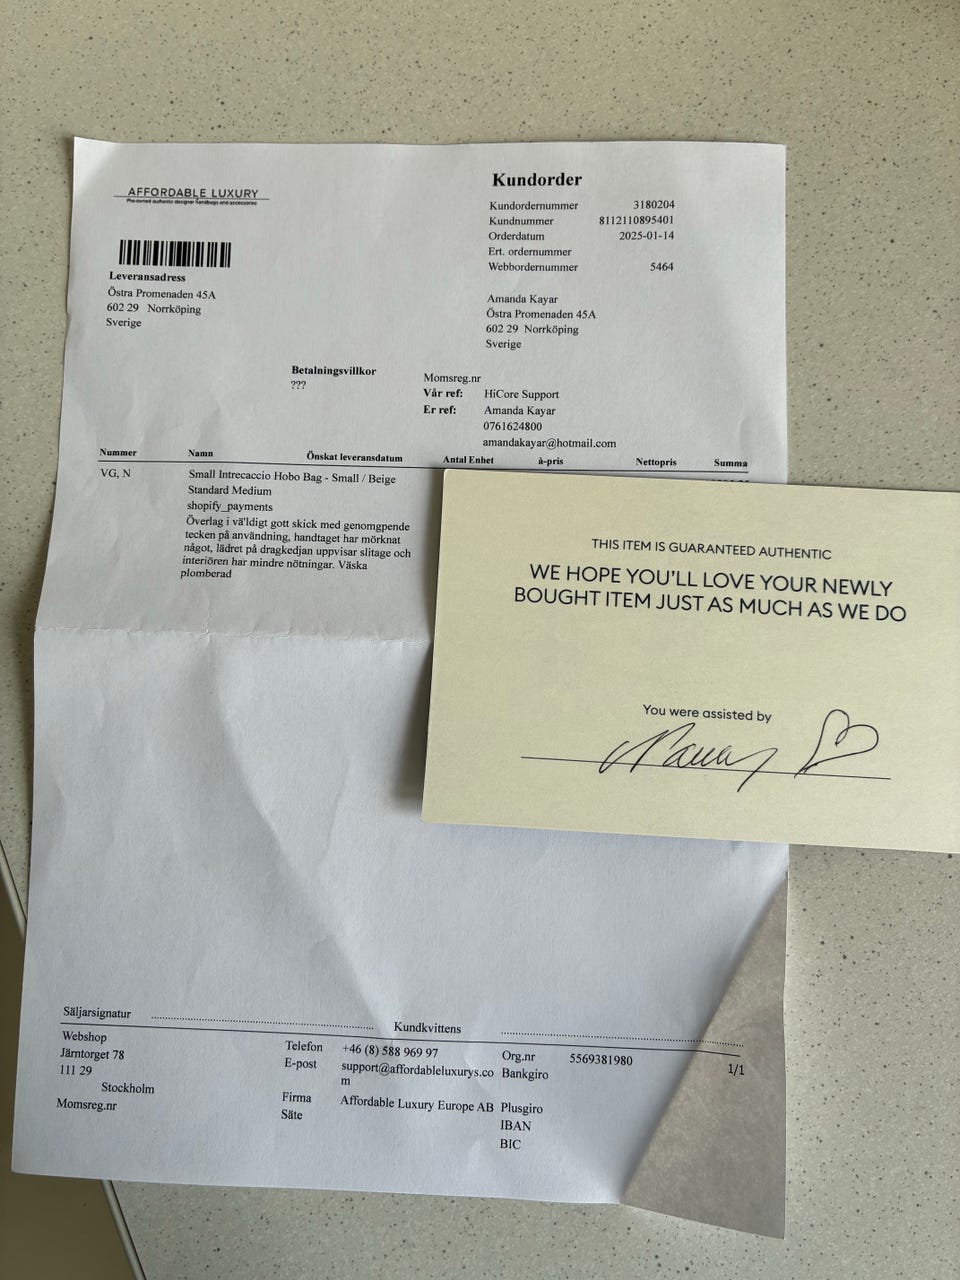 AFFORDABLE LUXURY
Pre-owned authentic designer handbags and accessories
Kundorder
Kundordernummer 3180204
Kundnummer 8112110895401
Orderdatum 2025-01-14
Ert. ordernummer
Webbordernummer 5464
Leveransadress
Östra Promenaden 45A
602 29 Norrköping
Sverige
Amanda Kayar
Östra Promenaden 45A
602 29 Norrköping
Sverige
Betalningsvillkor
???
Momsreg.nr
Vår ref: HiCore Support
Er ref: Amanda Kayar
0761624800
amandakayar@hotmail.com
Nummer Namn Önskat leveransdatum Antal Enhet à-pris Nettopris Summa
VG, N Small Intrecaccio Hobo Bag - Small / Beige
Standard Medium
shopify_payments
Överlag i vä'ldigt gott skick med genomgpende
tecken på användning, handtaget har mörknat
något, lädret på dragkedjan uppvisar slitage och
interiören har mindre nötningar. Väska
plomberad
THIS ITEM IS GUARANTEED AUTHENTIC
WE HOPE YOU'LL LOVE YOUR NEWLY
BOUGHT ITEM JUST AS MUCH AS WE DO
You were assisted by
Säljarsignatur Kundkvittens
Webshop
Järntorget 78
111 29
Stockholm
Momsreg.nr
Telefon +46 (8) 588 969 97
E-post support@affordableluxurys.co
m
Firma Affordable Luxury Europe AB
Säte
Org.nr 5569381980
Bankgiro
Plusgiro
IBAN
BIC
1/1